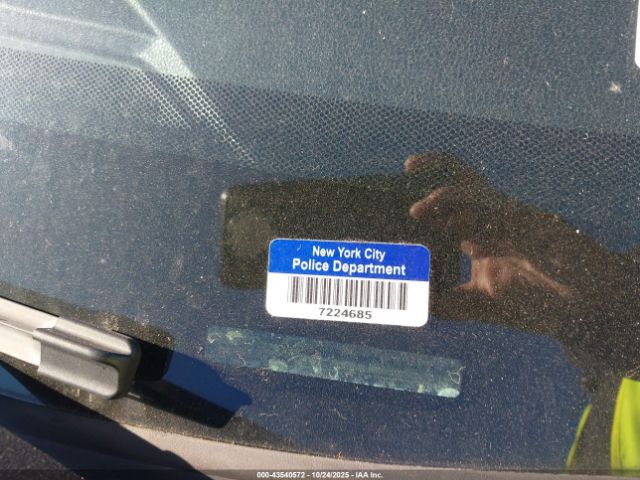 New York City
Police Department
7224685
000-43540572 - 10/24/2025 - IAA Inc.